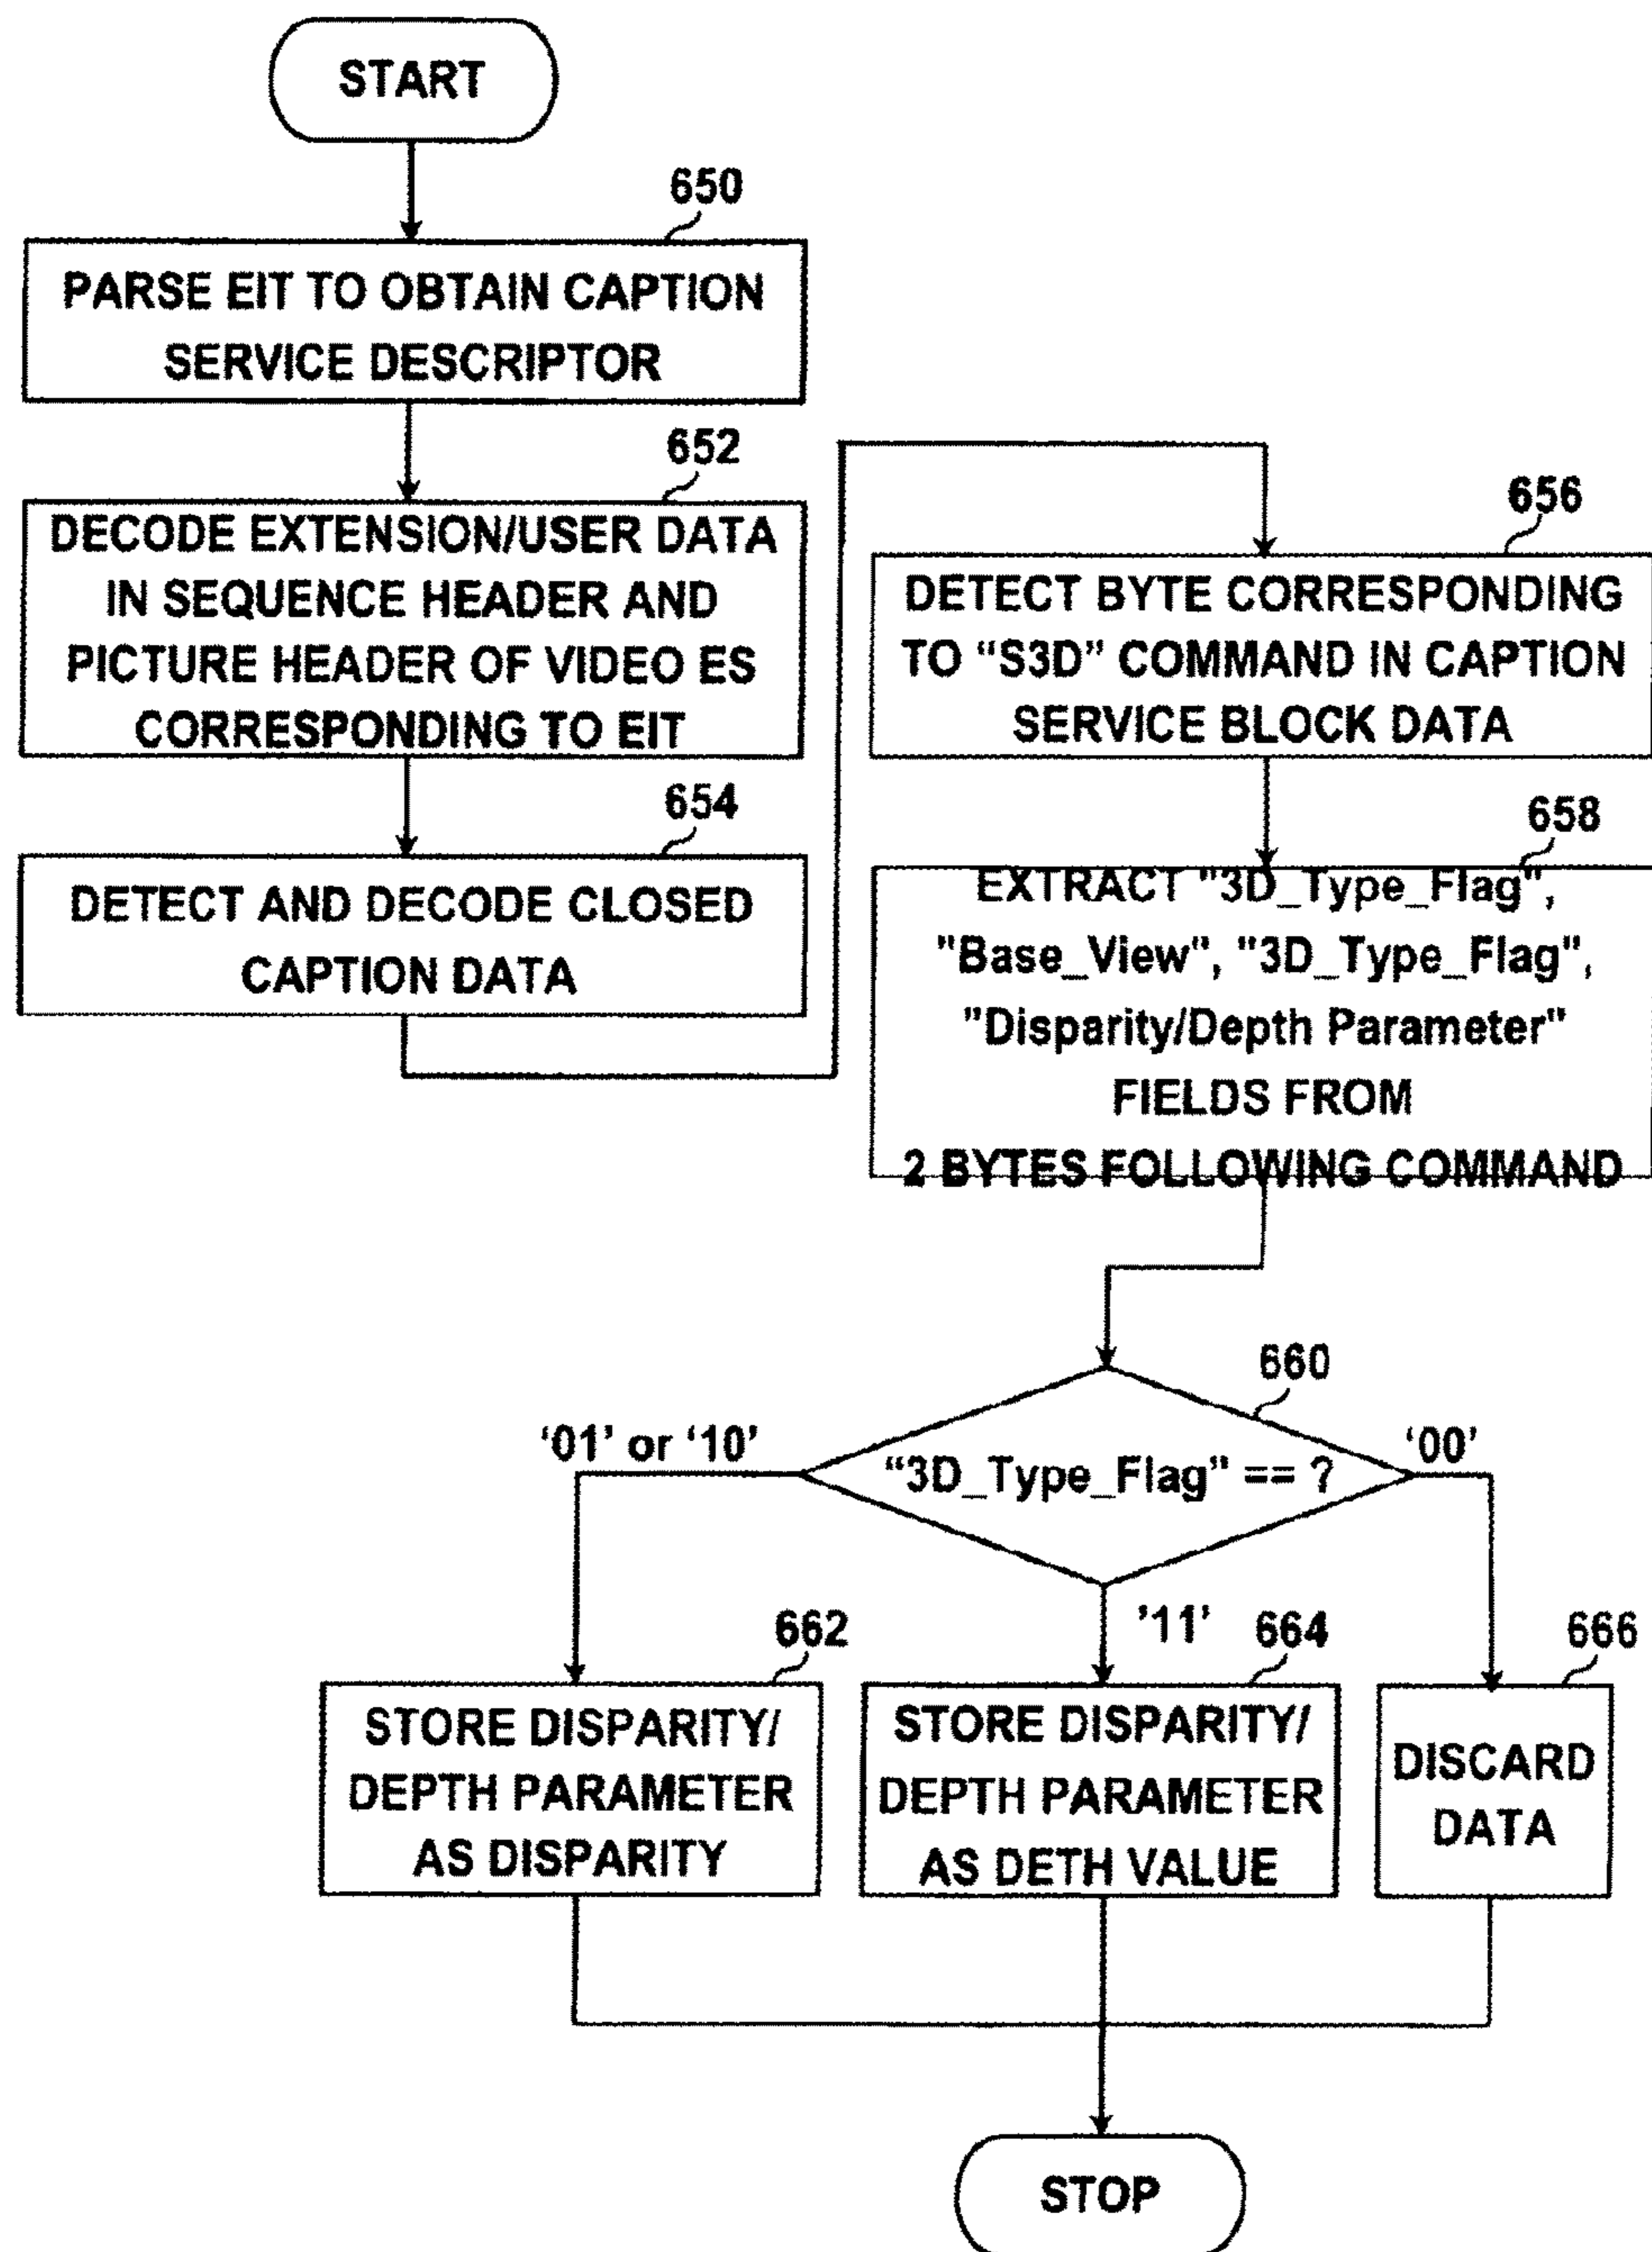 START
650
PARSE EIT TO OBTAIN CAPTION
SERVICE DESCRIPTOR
652
DECODE EXTENSION/USER DATA
IN SEQUENCE HEADER AND
PICTURE HEADER OF VIDEO ES
CORRESPONDING TO EIT
654
DETECT AND DECODE CLOSED
CAPTION DATA
656
DETECT BYTE CORRESPONDING
TO “S3D” COMMAND IN CAPTION
SERVICE BLOCK DATA
658
EXTRACT "3D_Type_Flag",
"Base_View", "3D_Type_Flag",
"Disparity/Depth Parameter"
FIELDS FROM
2 BYTES FOLLOWING COMMAND
660
‘01’ or ‘10’
“3D_Type_Flag” == ?
‘00’
’11’
662
STORE DISPARITY/
DEPTH PARAMETER
AS DISPARITY
664
STORE DISPARITY/
DEPTH PARAMETER
AS DETH VALUE
666
DISCARD
DATA
STOP